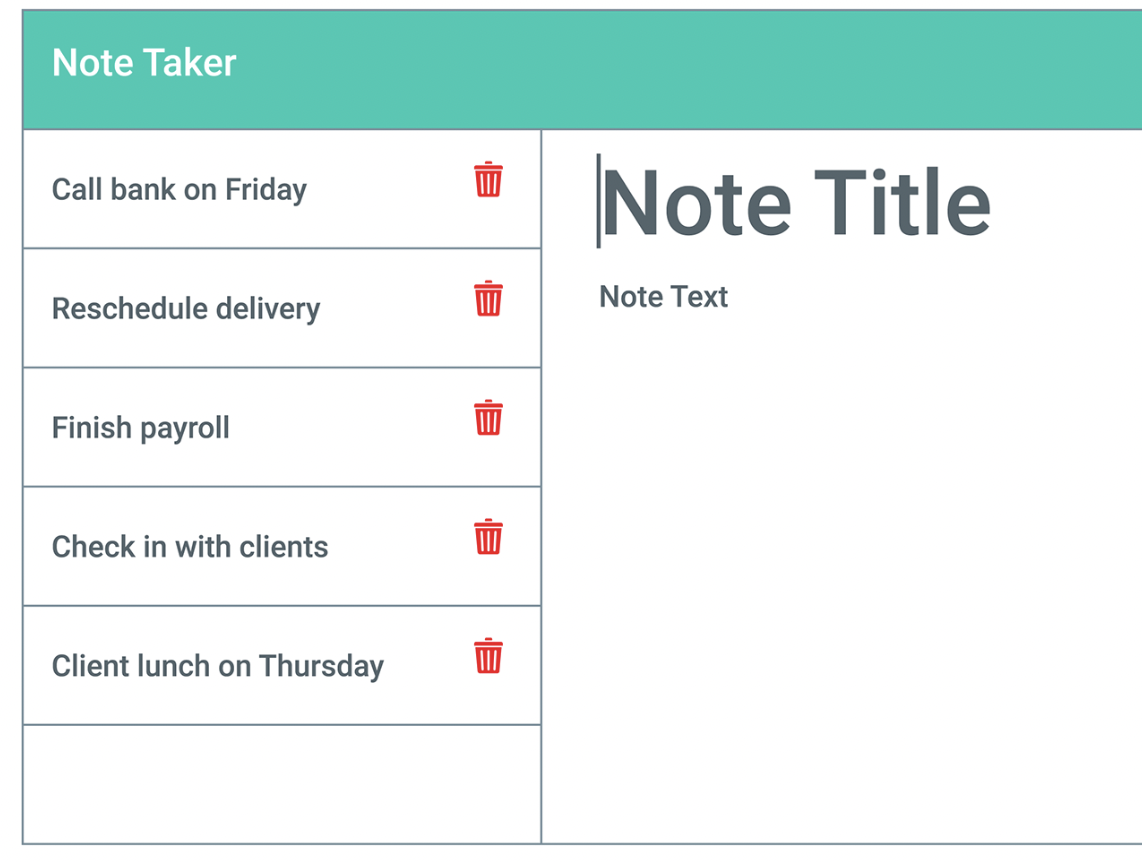 Note Taker
Call bank on Friday
Reschedule delivery
Finish payroll
Check in with clients
Client lunch on Thursday
Note Title
Note Text